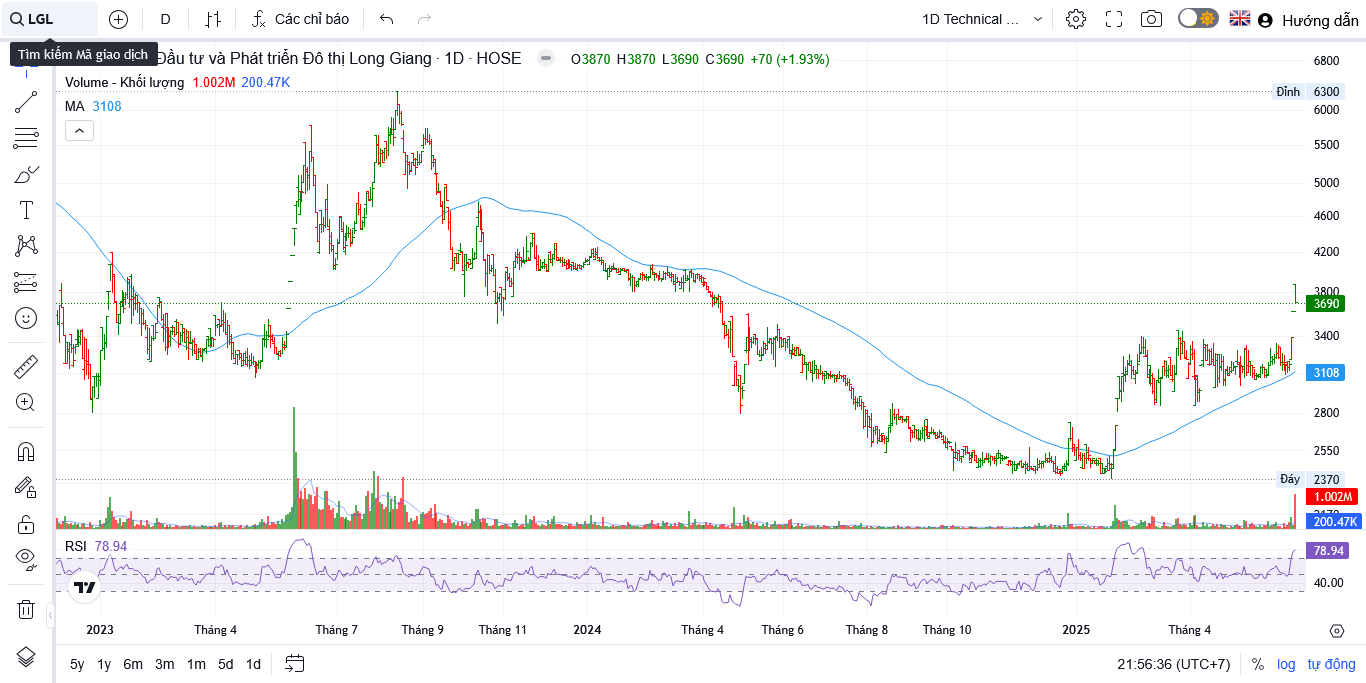 LGL
D
Các chỉ báo
1D Technical ...
Hướng dẫn
Tìm kiếm Mã giao dịch
Đầu tư và Phát triển Đô thị Long Giang · 1D · HOSE
O3870 H3870 L3690 C3690 +70 (+1.93%)
Volume - Khối lượng 1.002M 200.47K
MA 3108
6800
Đỉnh 6300
6000
5500
5000
4600
4200
3800
3690
3400
3108
2800
2550
Đáy 2370
1.002M
200.47K
RSI 78.94
78.94
40.00
2023 Tháng 4 Tháng 7 Tháng 9 Tháng 11 2024 Tháng 4 Tháng 6 Tháng 8 Tháng 10 2025 Tháng 4
5y 1y 6m 3m 1m 5d 1d
21:56:36 (UTC+7) % log tự động